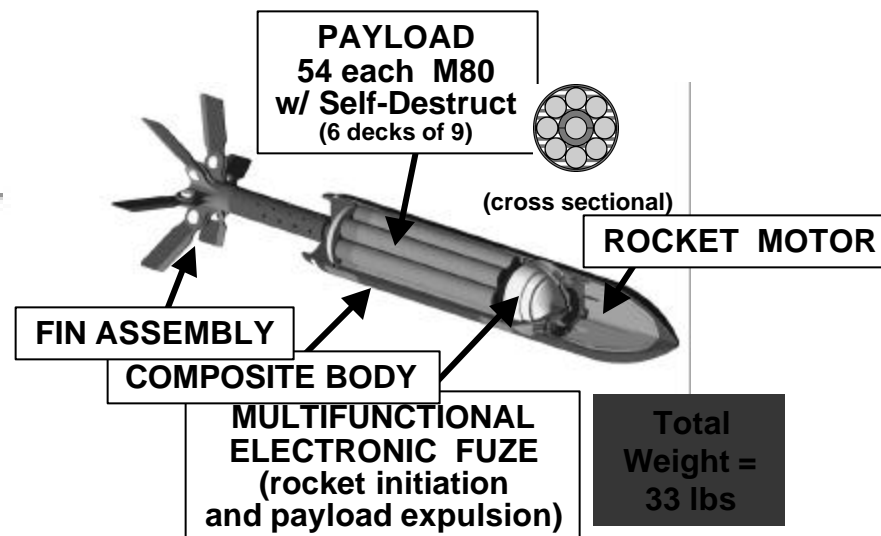 PAYLOAD
54 each M80
w/ Self-Destruct
(6 decks of 9)
(cross sectional)
ROCKET MOTOR
FIN ASSEMBLY
COMPOSITE BODY
MULTIFUNCTIONAL
ELECTRONIC FUZE
(rocket initiation
and payload expulsion)
Total
Weight =
33 lbs